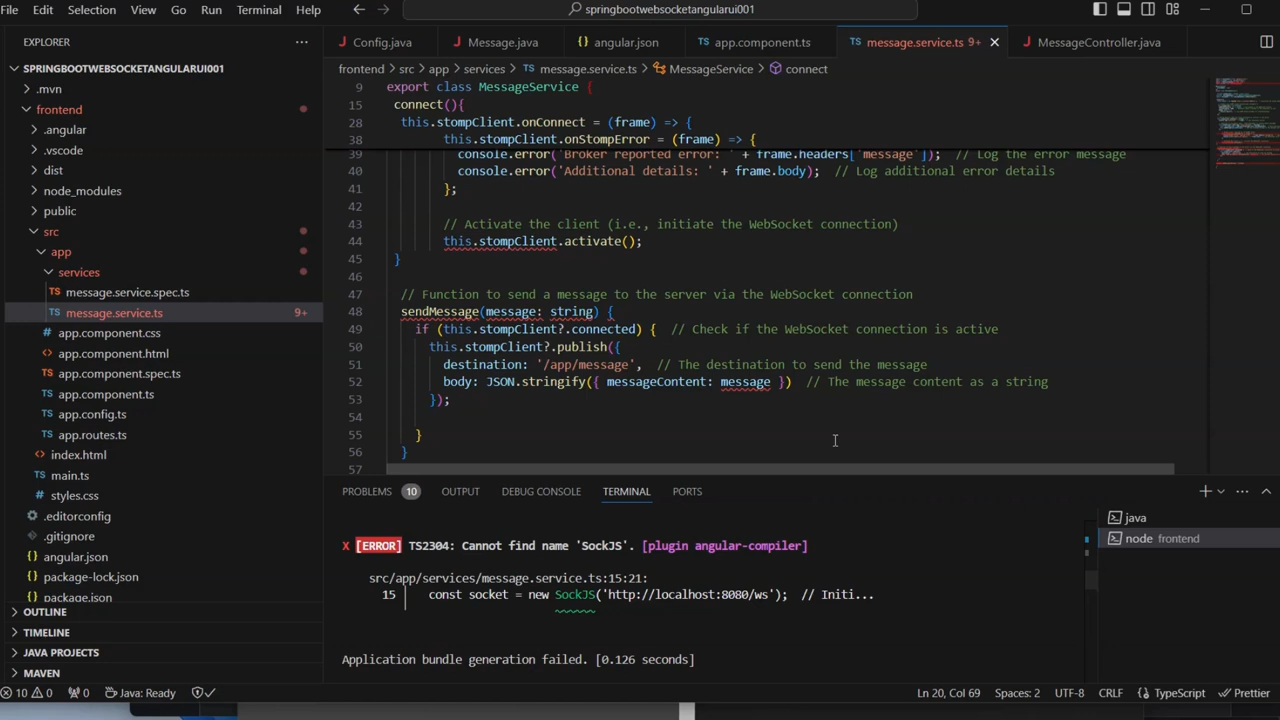 File Edit Selection View Go Run Terminal Help
springbootwebsocketangularui001
EXPLORER
SPRINGBOOTWEBSOCKETANGULARUI001
.mvn
frontend
.angular
.vscode
dist
node_modules
public
src
app
services
TS message.service.spec.ts
TS message.service.ts 9+
app.component.css
<> app.component.html
TS app.component.spec.ts
TS app.component.ts
TS app.config.ts
TS app.routes.ts
<> index.html
TS main.ts
styles.css
.editorconfig
.gitignore
angular.json
package-lock.json
package.json
OUTLINE
TIMELINE
JAVA PROJECTS
MAVEN
J Config.java
J Message.java
{} angular.json
TS app.component.ts
TS message.service.ts 9+
J MessageController.java
frontend > src > app > services > TS message.service.ts > MessageService > connect
9 export class MessageService {
15 connect(){
28 this.stompClient.onConnect = (frame) => {
38 this.stompClient.onStompError = (frame) => {
39 console.error('Broker reported error: ' + frame.headers['message']); // Log the error message
40 console.error('Additional details: ' + frame.body); // Log additional error details
41 };
42
43 // Activate the client (i.e., initiate the WebSocket connection)
44 this.stompClient.activate();
45 }
46
47 // Function to send a message to the server via the WebSocket connection
48 sendMessage(message: string) {
49 if (this.stompClient?.connected) { // Check if the WebSocket connection is active
50 this.stompClient?.publish({
51 destination: '/app/message', // The destination to send the message
52 body: JSON.stringify({ messageContent: message }) // The message content as a string
53 });
54
55 }
56 }
57
PROBLEMS 10 OUTPUT DEBUG CONSOLE TERMINAL PORTS
X [ERROR] TS2304: Cannot find name 'SockJS'. [plugin angular-compiler]
src/app/services/message.service.ts:15:21:
15 │ const socket = new SockJS('http://localhost:8080/ws'); // Initi...
Application bundle generation failed. [0.126 seconds]
java
node frontend
10 0 0 Java: Ready
Ln 20, Col 69 Spaces: 2 UTF-8 CRLF {} TypeScript Prettier